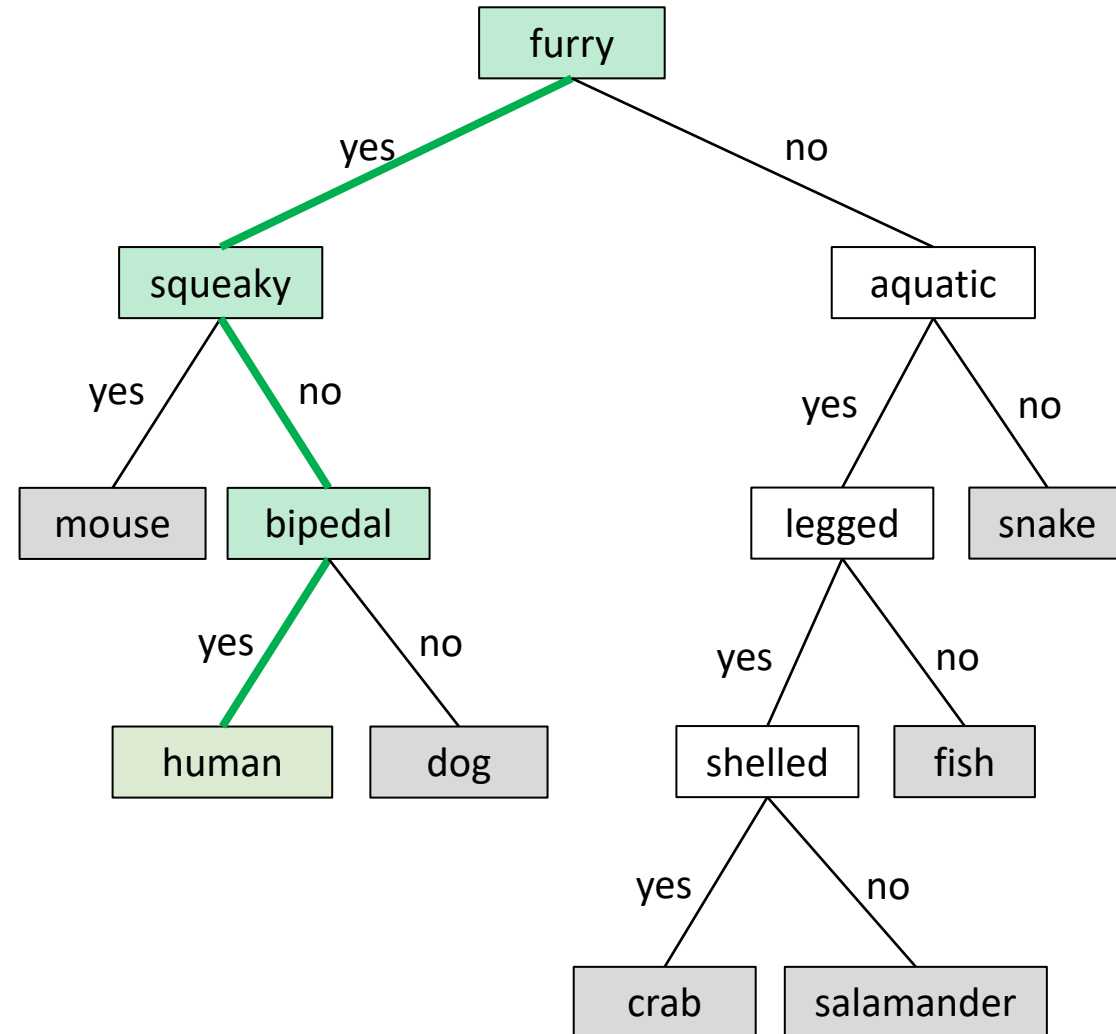 furry
yes no
squeaky aquatic
yes no yes no
mouse bipedal legged snake
yes no yes no
human dog shelled fish
yes no
crab salamander